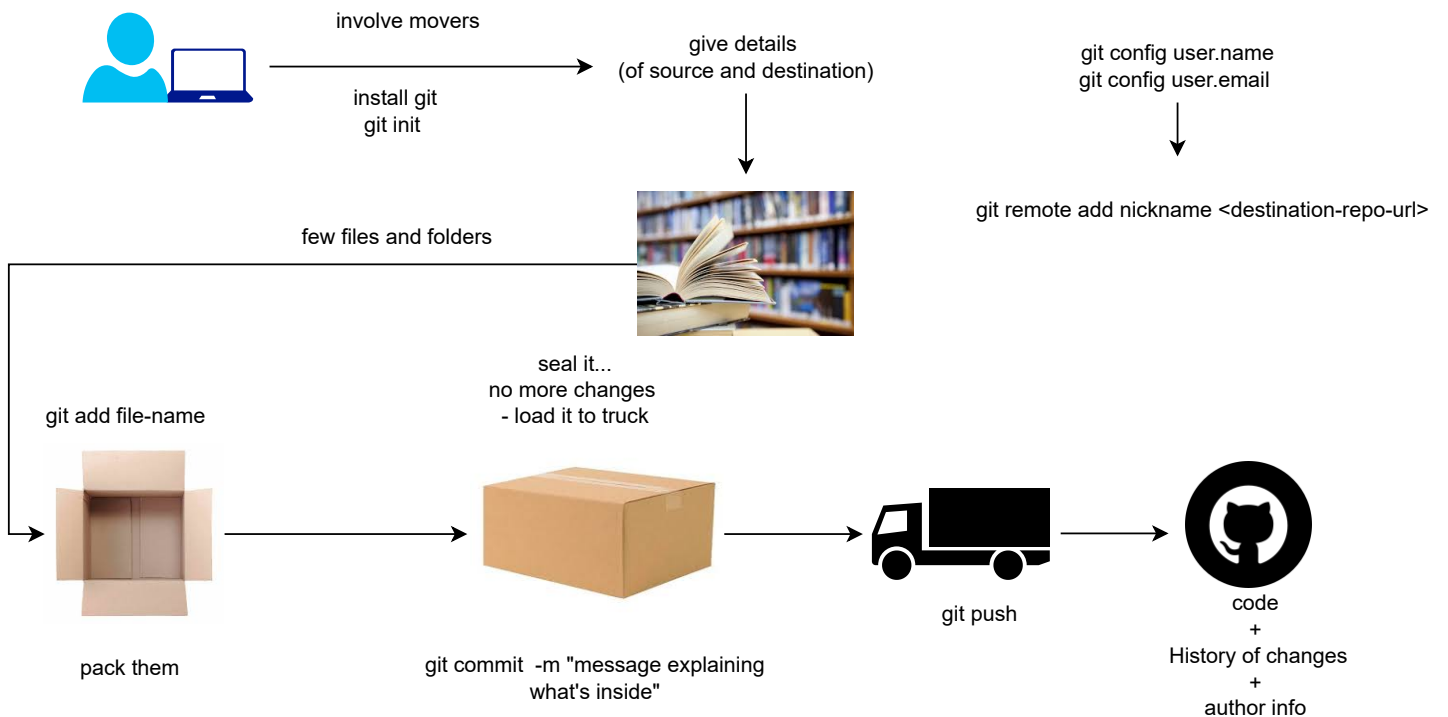 involve movers
install git
git init
give details
(of source and destination)
git config user.name
git config user.email
git remote add nickname <destination-repo-url>
few files and folders
seal it...
no more changes
- load it to truck
git add file-name
pack them
git commit  -m "message explaining
what's inside"
git push
code
+
History of changes
+
author info